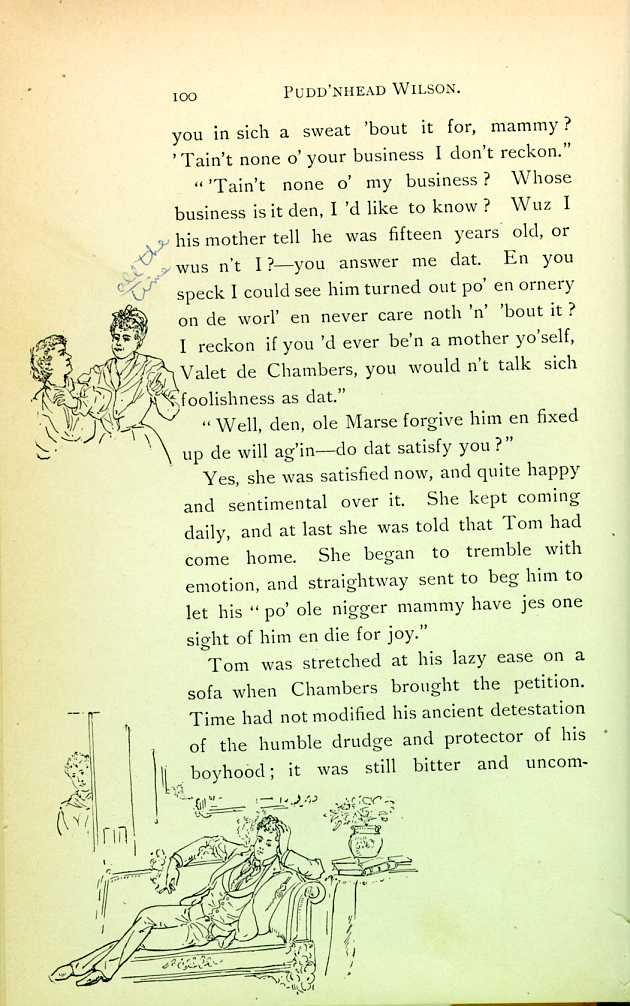 100 PUDD'NHEAD WILSON.
you in sich a sweat 'bout it for, mammy?
'Tain't none o' your business I don't reckon."
"'Tain't none o' my business? Whose
business is it den, I 'd like to know? Wuz I
his mother tell he was fifteen years old, or
wus n't I?—you answer me dat. En you
speck I could see him turned out po' en ornery
on de worl' en never care noth 'n' 'bout it?
I reckon if you 'd ever be'n a mother yo'self,
Valet de Chambers, you would n't talk sich
foolishness as dat."
"Well, den, ole Marse forgive him en fixed
up de will ag'in—do dat satisfy you?"
Yes, she was satisfied now, and quite happy
and sentimental over it. She kept coming
daily, and at last she was told that Tom had
come home. She began to tremble with
emotion, and straightway sent to beg him to
let his "po' ole nigger mammy have jes one
sight of him en die for joy."
Tom was stretched at his lazy ease on a
sofa when Chambers brought the petition.
Time had not modified his ancient detestation
of the humble drudge and protector of his
boyhood; it was still bitter and uncom-
all the
time